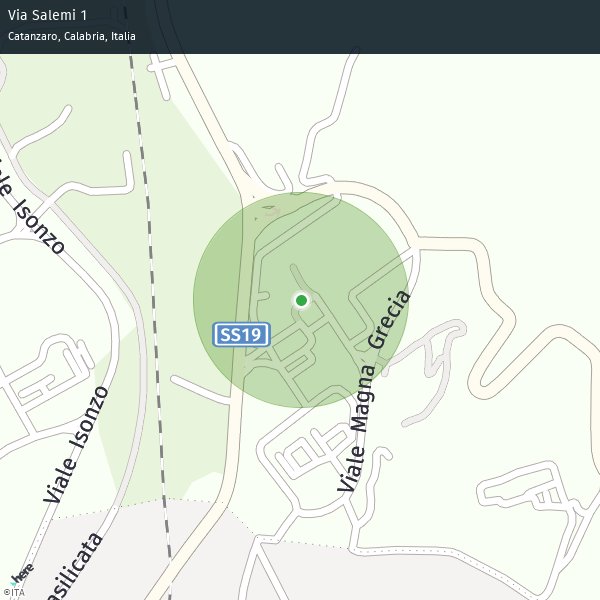 Via Salemi 1
Catanzaro, Calabria, Italia
Viale Isonzo
SS19
Viale Magna Grecia
Viale Isonzo
asilicata
here
©ITA